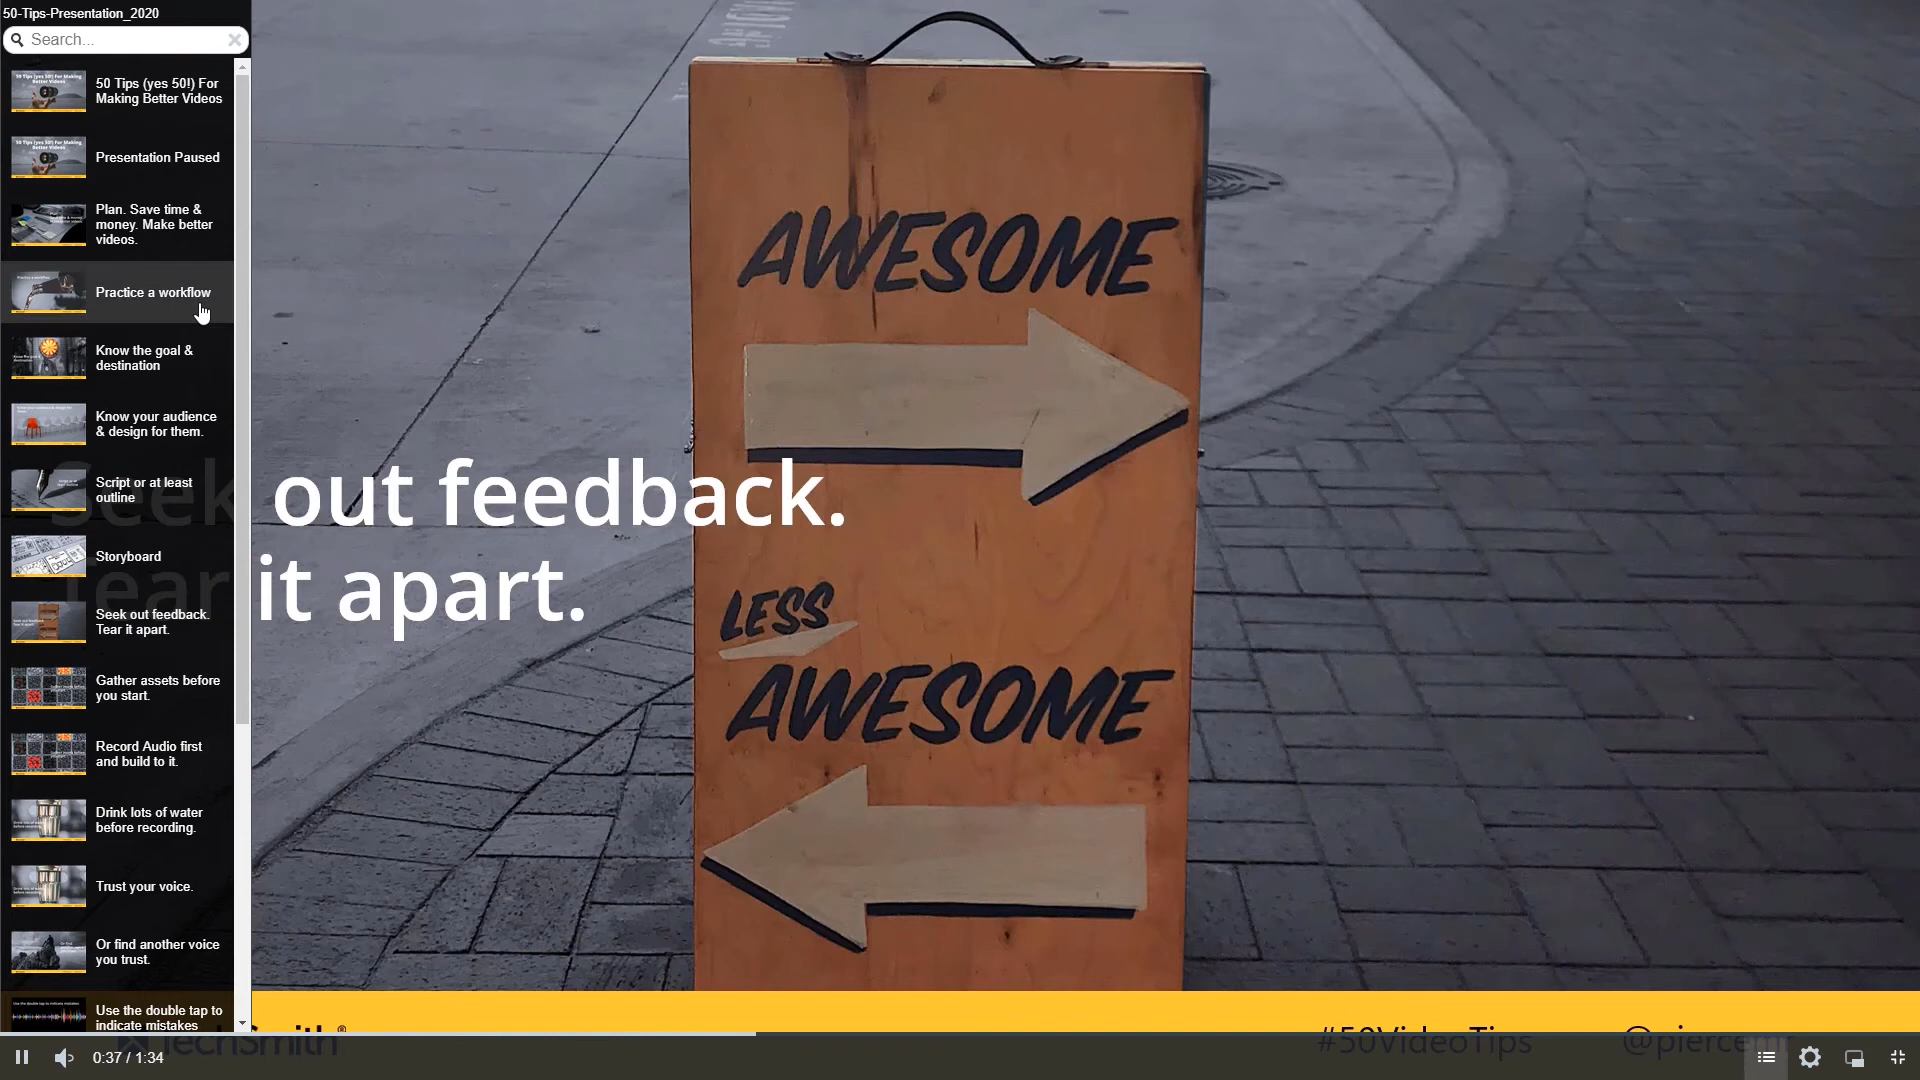 50-Tips-Presentation_2020
Search...
50 Tips (yes 50!) For
Making Better Videos
Presentation Paused
Plan. Save time &
money. Make better
videos.
Practice a workflow
Know the goal &
destination
Know your audience
& design for them.
Script or at least
outline
Storyboard
Seek out feedback.
Tear it apart.
Gather assets before
you start.
Record Audio first
and build to it.
Drink lots of water
before recording.
Trust your voice.
Or find another voice
you trust.
Use the double tap to
indicate mistakes
AWESOME
Seek out feedback.
Tear it apart.
LESS
AWESOME
TechSmith®
#50VideoTips
0:37 / 1:34